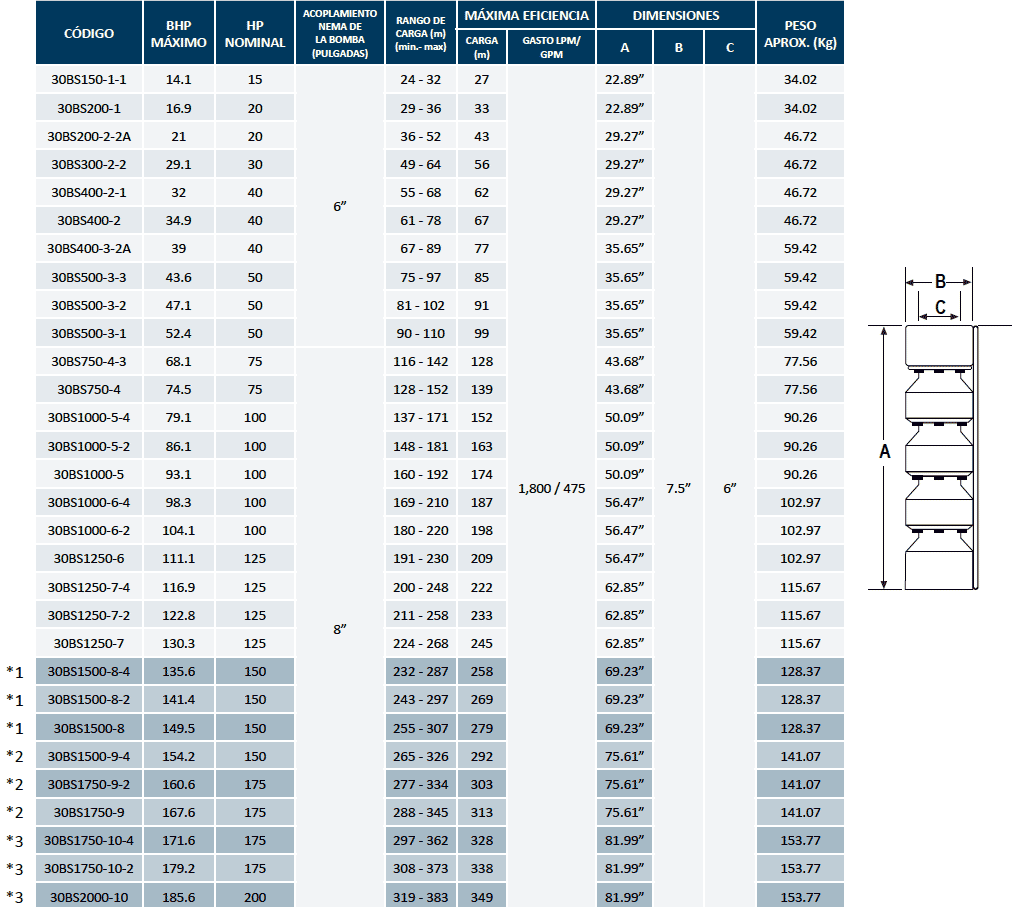 CÓDIGO BHP MÁXIMO HP NOMINAL ACOPLAMIENTO NEMA DE LA BOMBA (PULGADAS) RANGO DE CARGA (m) (min.- max) MÁXIMA EFICIENCIA DIMENSIONES PESO APROX. (Kg)
CARGA (m) GASTO LPM/ GPM A B C
30BS150-1-1 14.1 15 24 - 32 27 22.89” 34.02
30BS200-1 16.9 20 29 - 36 33 22.89” 34.02
30BS200-2-2A 21 20 36 - 52 43 29.27” 46.72
30BS300-2-2 29.1 30 49 - 64 56 29.27” 46.72
30BS400-2-1 32 40 55 - 68 62 29.27” 46.72
6”
30BS400-2 34.9 40 61 - 78 67 29.27” 46.72
30BS400-3-2A 39 40 67 - 89 77 35.65” 59.42
30BS500-3-3 43.6 50 75 - 97 85 35.65” 59.42
30BS500-3-2 47.1 50 81 - 102 91 35.65” 59.42
30BS500-3-1 52.4 50 90 - 110 99 35.65” 59.42
30BS750-4-3 68.1 75 116 - 142 128 43.68” 77.56
30BS750-4 74.5 75 128 - 152 139 43.68” 77.56
30BS1000-5-4 79.1 100 137 - 171 152 50.09” 90.26
30BS1000-5-2 86.1 100 148 - 181 163 50.09” 90.26
30BS1000-5 93.1 100 160 - 192 174 50.09” 90.26
1,800 / 475 7.5” 6”
30BS1000-6-4 98.3 100 169 - 210 187 56.47” 102.97
30BS1000-6-2 104.1 100 180 - 220 198 56.47” 102.97
30BS1250-6 111.1 125 191 - 230 209 56.47” 102.97
30BS1250-7-4 116.9 125 200 - 248 222 62.85” 115.67
30BS1250-7-2 122.8 125 211 - 258 233 62.85” 115.67
8”
30BS1250-7 130.3 125 224 - 268 245 62.85” 115.67
*1 30BS1500-8-4 135.6 150 232 - 287 258 69.23” 128.37
*1 30BS1500-8-2 141.4 150 243 - 297 269 69.23” 128.37
*1 30BS1500-8 149.5 150 255 - 307 279 69.23” 128.37
*2 30BS1500-9-4 154.2 150 265 - 326 292 75.61” 141.07
*2 30BS1750-9-2 160.6 175 277 - 334 303 75.61” 141.07
*2 30BS1750-9 167.6 175 288 - 345 313 75.61” 141.07
*3 30BS1750-10-4 171.6 175 297 - 362 328 81.99” 153.77
*3 30BS1750-10-2 179.2 175 308 - 373 338 81.99” 153.77
*3 30BS2000-10 185.6 200 319 - 383 349 81.99” 153.77
B
C
A